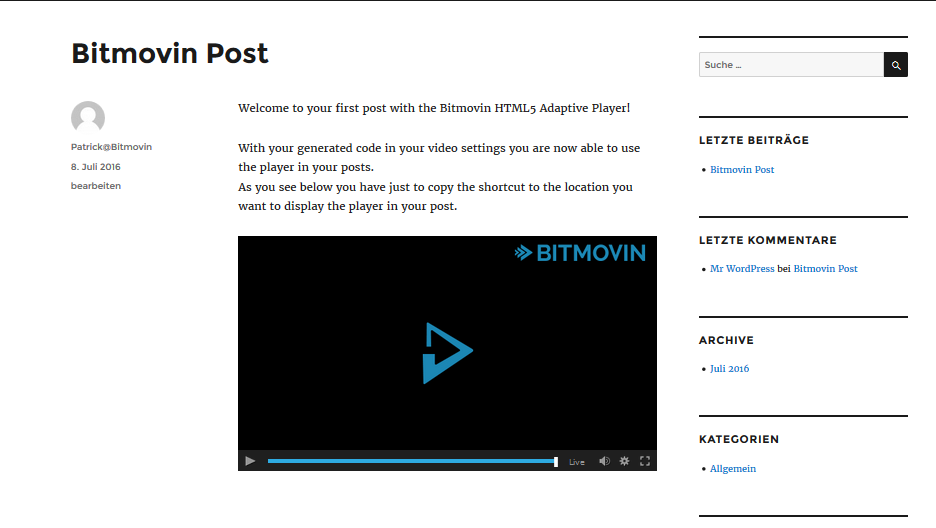 Bitmovin Post
Patrick@Bitmovin
8. Juli 2016
bearbeiten
Welcome to your first post with the Bitmovin HTML5 Adaptive Player!
With your generated code in your video settings you are now able to use
the player in your posts.
As you see below you have just to copy the shortcut to the location you
want to display the player in your post.
BITMOVIN
Live
Suche …
LETZTE BEITRÄGE
Bitmovin Post
LETZTE KOMMENTARE
Mr WordPress bei Bitmovin Post
ARCHIVE
Juli 2016
KATEGORIEN
Allgemein